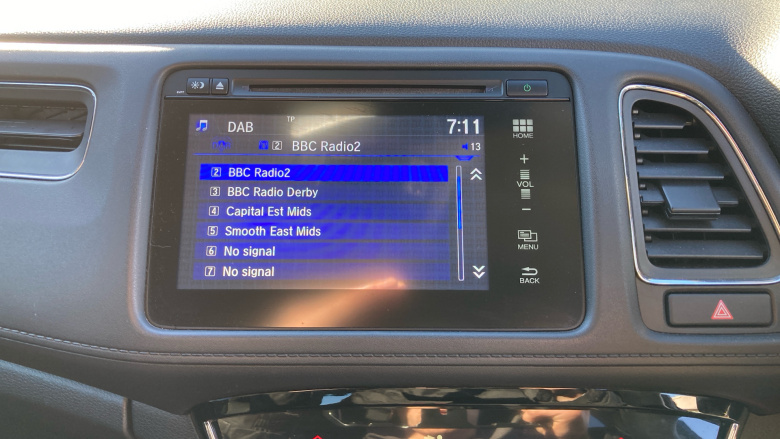 DAB
TP
7:11
2 BBC Radio2
13
2 BBC Radio2
3 BBC Radio Derby
4 Capital Est Mids
5 Smooth East Mids
6 No signal
7 No signal
HOME
+
VOL
−
MENU
BACK